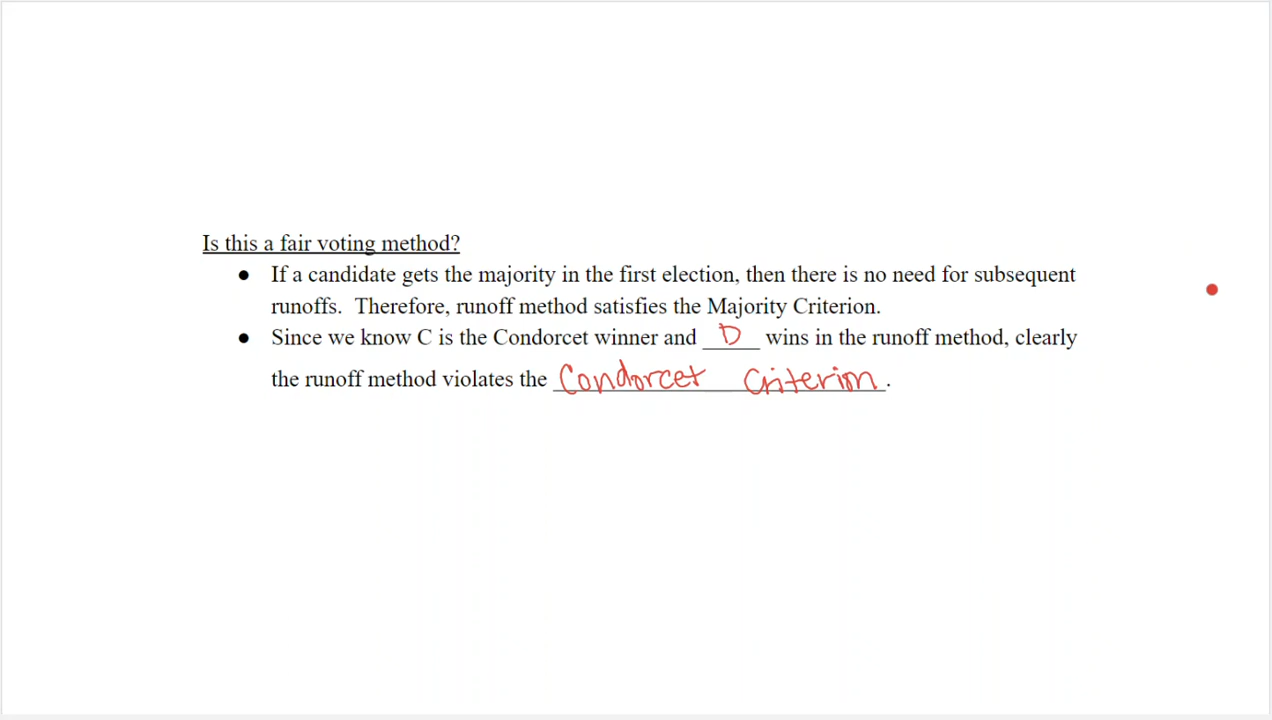 Is this a fair voting method?
● If a candidate gets the majority in the first election, then there is no need for subsequent
runoffs. Therefore, runoff method satisfies the Majority Criterion.
● Since we know C is the Condorcet winner and D wins in the runoff method, clearly
the runoff method violates the Condorcet Criterion.